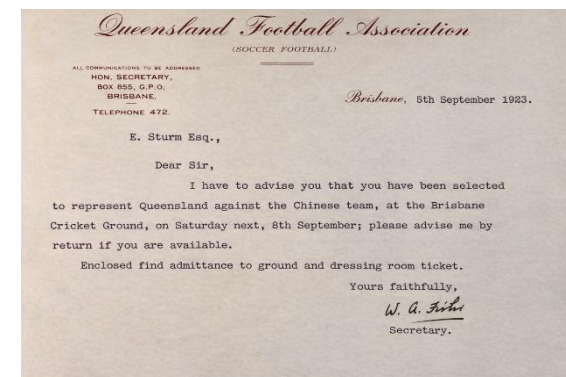 Queensland Football Association
(SOCCER FOOTBALL)
ALL COMMUNICATIONS TO BE ADDRESSED
HON. SECRETARY,
BOX 855, G.P.O.
BRISBANE.
TELEPHONE 472.
Brisbane, 5th September 1923.
E. Sturm Esq.,
Dear Sir,
I have to advise you that you have been selected
to represent Queensland against the Chinese team, at the Brisbane
Cricket Ground, on Saturday next, 8th September; please advise me by
return if you are available.
Enclosed find admittance to ground and dressing room ticket.
Yours faithfully,
W. A.
Secretary.